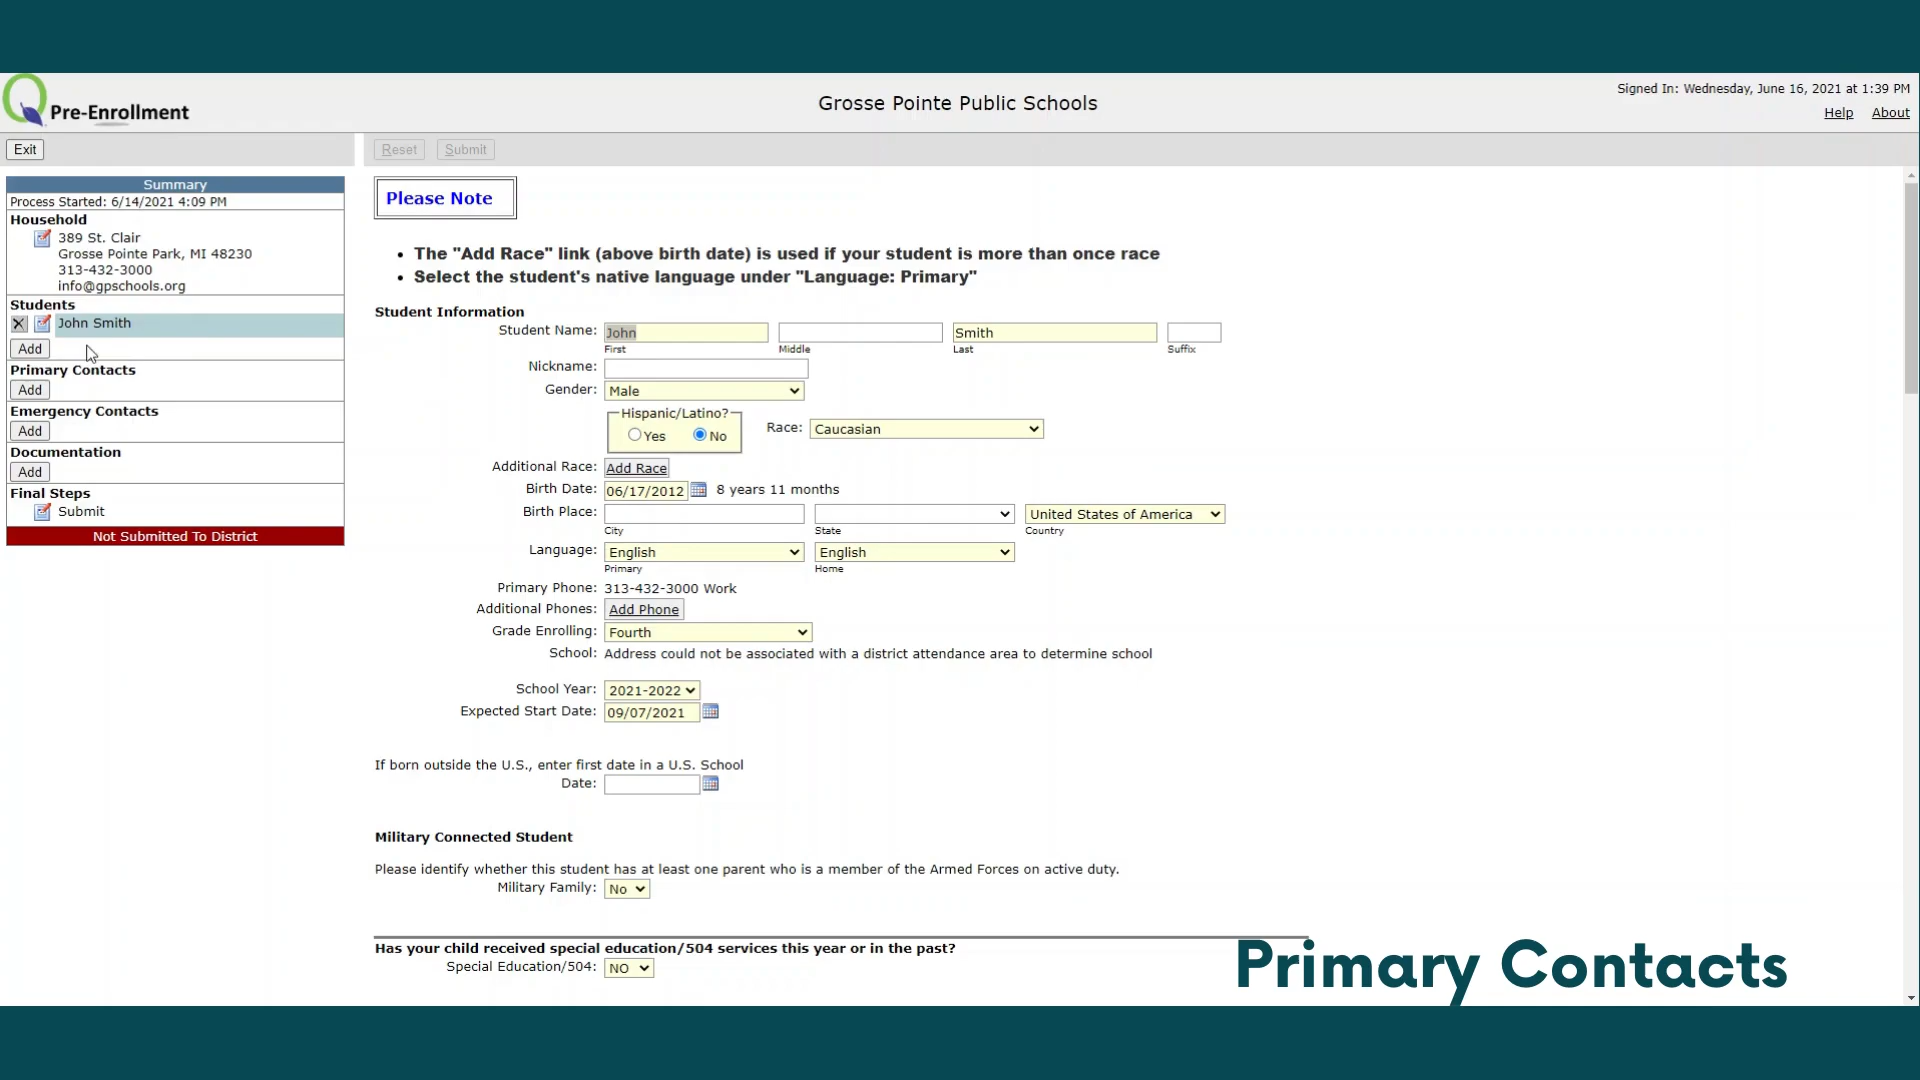 Pre-Enrollment
Grosse Pointe Public Schools
Signed In: Wednesday, June 16, 2021 at 1:39 PM
Help About
Exit
Reset Submit
Summary
Process Started: 6/14/2021 4:09 PM
Household
389 St. Clair
Grosse Pointe Park, MI 48230
313-432-3000
info@gpschools.org
Students
John Smith
Add
Primary Contacts
Add
Emergency Contacts
Add
Documentation
Add
Final Steps
Submit
Not Submitted To District
Please Note
• The "Add Race" link (above birth date) is used if your student is more than once race
• Select the student's native language under "Language: Primary"
Student Information
Student Name: John Smith
First Middle Last Suffix
Nickname:
Gender: Male
Hispanic/Latino?
Yes No Race: Caucasian
Additional Race: Add Race
Birth Date: 06/17/2012 8 years 11 months
Birth Place: United States of America
City State Country
Language: English English
Primary Home
Primary Phone: 313-432-3000 Work
Additional Phones: Add Phone
Grade Enrolling: Fourth
School: Address could not be associated with a district attendance area to determine school
School Year: 2021-2022
Expected Start Date: 09/07/2021
If born outside the U.S., enter first date in a U.S. School
Date:
Military Connected Student
Please identify whether this student has at least one parent who is a member of the Armed Forces on active duty.
Military Family: No
Has your child received special education/504 services this year or in the past?
Special Education/504: NO
Primary Contacts